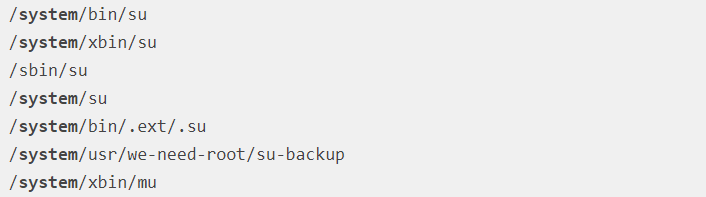 /system/bin/su
/system/xbin/su
/sbin/su
/system/su
/system/bin/.ext/.su
/system/usr/we-need-root/su-backup
/system/xbin/mu